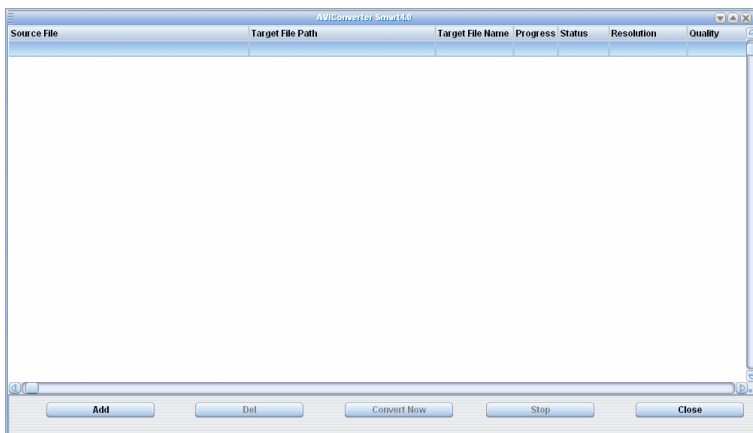 AVIConverter Smart4.0
Source File Target File Path Target File Name Progress Status Resolution Quality
Add Del Convert Now Stop Close